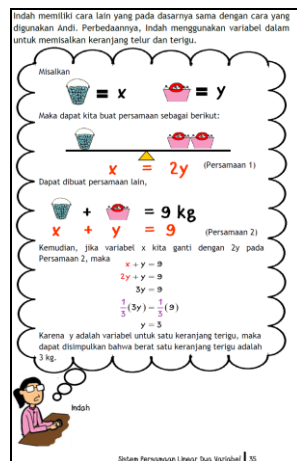 Indah memiliki cara lain yang pada dasarnya sama dengan cara yang
digunakan Andi. Perbedaannya, Indah menggunakan variabel dalam
untuk memisalkan keranjang telur dan terigu.
Misalkan
= x = y
Maka dapat kita buat persamaan sebagai berikut:
x = 2y (Persamaan 1)
Dapat dibuat persamaan lain,
+ = 9 kg
x + y = 9 (Persamaan 2)
Kemudian, jika variabel x kita ganti dengan 2y pada
Persamaan 2, maka
x + y = 9
2y + y = 9
3y = 9
1/3 (3y) = 1/3 (9)
y = 3
Karena y adalah variabel untuk satu keranjang terigu, maka
dapat disimpulkan bahwa berat satu keranjang terigu adalah
3 kg.
Indah
Sistem Persamaan Linear Dua Variabel | 35